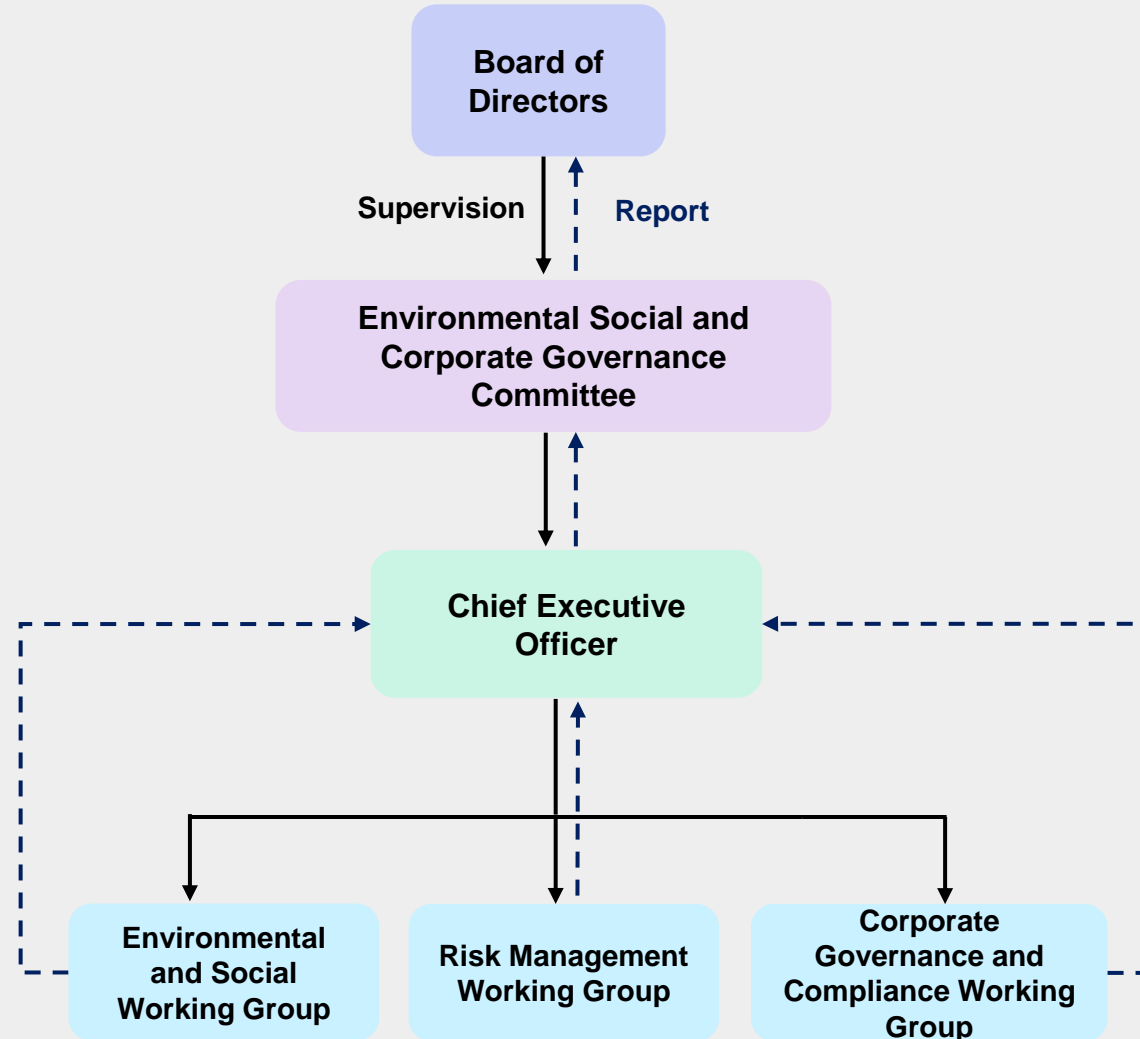 Board of
Directors
Supervision
Report
Environmental Social and
Corporate Governance
Committee
Chief Executive
Officer
Environmental
and Social
Working Group
Risk Management
Working Group
Corporate
Governance and
Compliance Working
Group